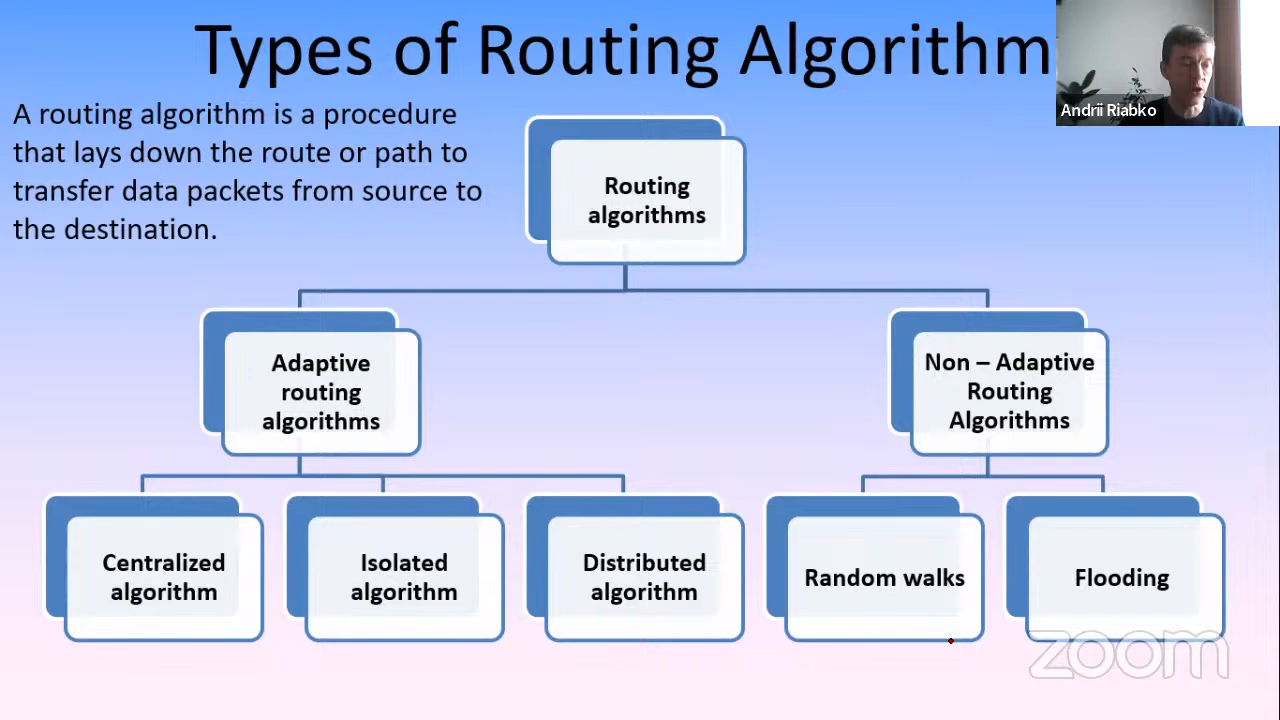 Types of Routing Algorithm
Andrii Riabko
A routing algorithm is a procedure
that lays down the route or path to
transfer data packets from source to
the destination.
Routing
algorithms
Adaptive
routing
algorithms
Non – Adaptive
Routing
Algorithms
Centralized
algorithm
Isolated
algorithm
Distributed
algorithm
Random walks
Flooding
zoom